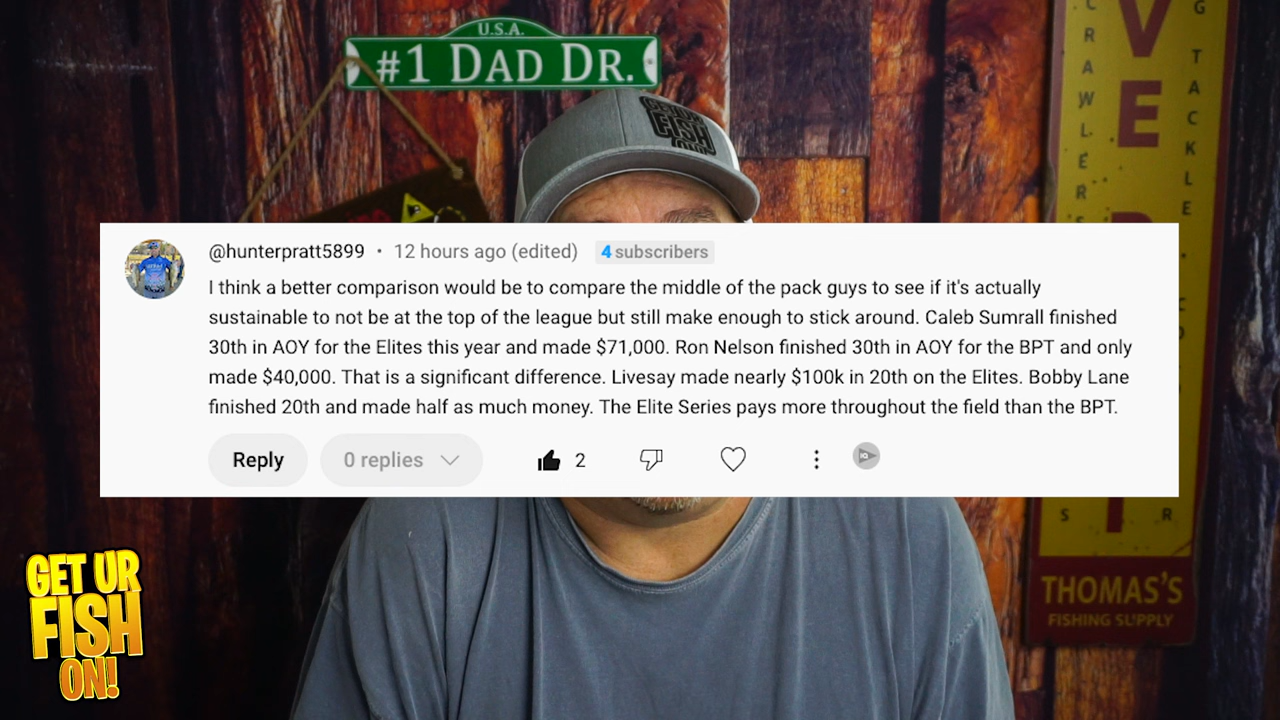 U.S.A.
#1 DAD DR.
FISH
@hunterpratt5899 • 12 hours ago (edited) 4 subscribers
I think a better comparison would be to compare the middle of the pack guys to see if it's actually
sustainable to not be at the top of the league but still make enough to stick around. Caleb Sumrall finished
30th in AOY for the Elites this year and made $71,000. Ron Nelson finished 30th in AOY for the BPT and only
made $40,000. That is a significant difference. Livesay made nearly $100k in 20th on the Elites. Bobby Lane
finished 20th and made half as much money. The Elite Series pays more throughout the field than the BPT.
Reply 0 replies 2
GET UR
FISH
ON!
CRAWLERS
TACKLE
THOMAS'S
FISHING SUPPLY